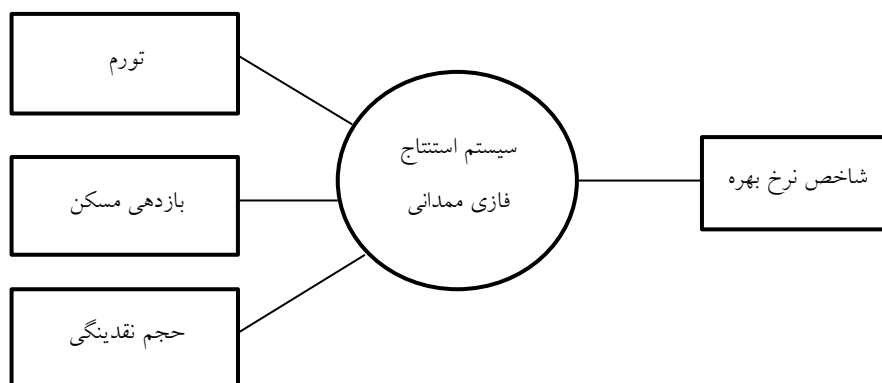 تورم
بازدهی مسکن
حجم نقدینگی
سیستم استنتاج
فازی ممدانی
شاخص نرخ بهره